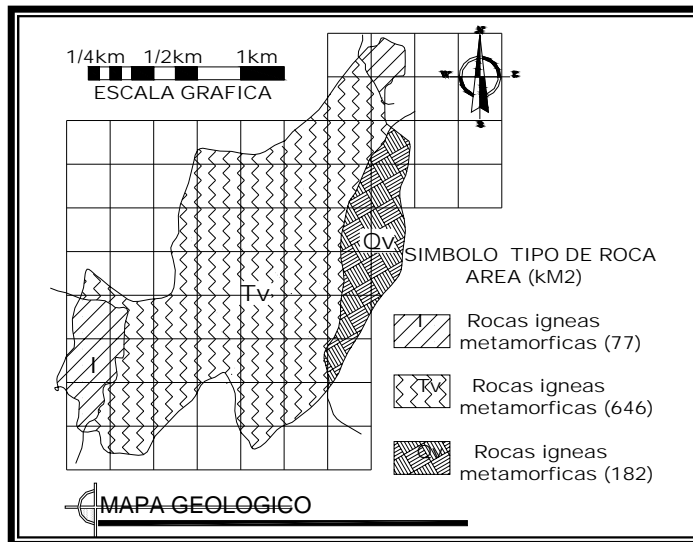 1/4km 1/2km 1km
ESCALA GRAFICA
Qv
Tv
I
SIMBOLO TIPO DE ROCA
AREA (kM2)
I Rocas igneas
metamorficas (77)
Tv Rocas igneas
metamorficas (646)
Qv Rocas igneas
metamorficas (182)
MAPA GEOLOGICO